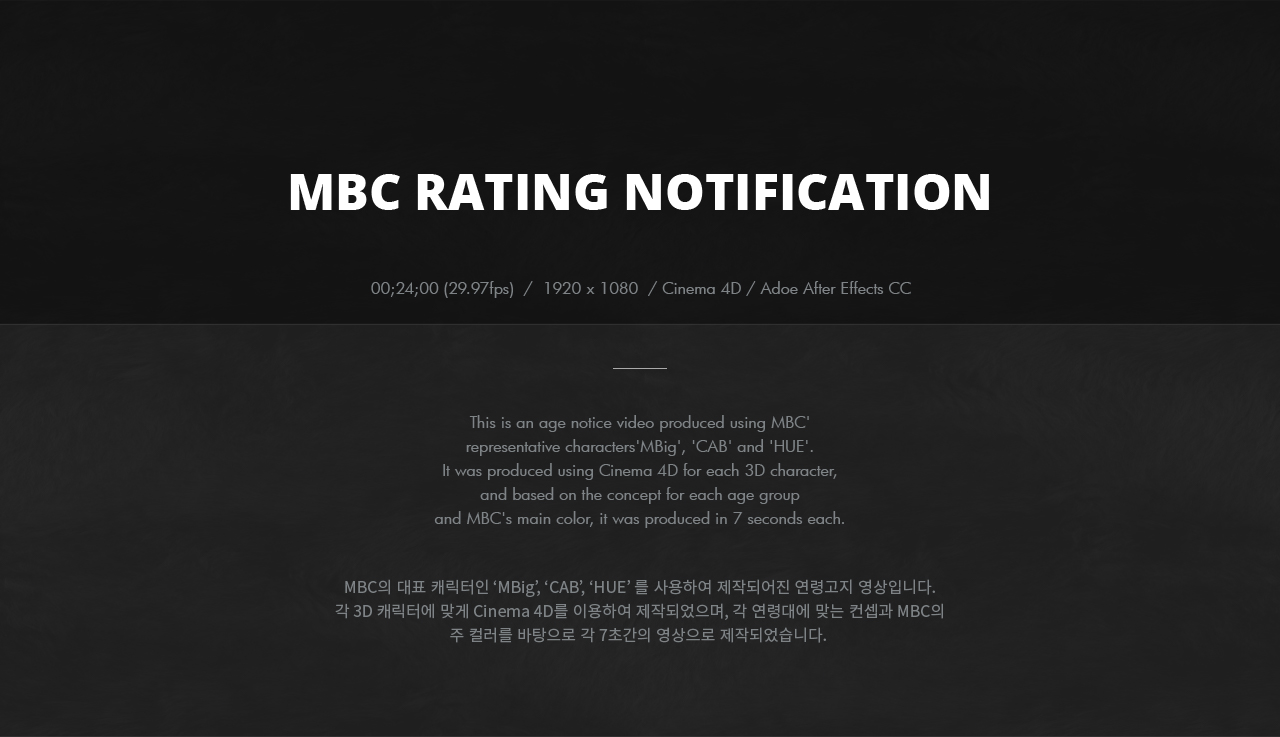 MBC RATING NOTIFICATION
00;24;00 (29.97fps) / 1920 x 1080 / Cinema 4D / Adoe After Effects CC
This is an age notice video produced using MBC'
representative characters'MBig', 'CAB' and 'HUE'.
It was produced using Cinema 4D for each 3D character,
and based on the concept for each age group
and MBC's main color, it was produced in 7 seconds each.
MBC의 대표 캐릭터인 ‘MBig’, ‘CAB’, ‘HUE’ 를 사용하여 제작되어진 연령고지 영상입니다.
각 3D 캐릭터에 맞게 Cinema 4D를 이용하여 제작되었으며, 각 연령대에 맞는 컨셉과 MBC의
주 컬러를 바탕으로 각 7초간의 영상으로 제작되었습니다.